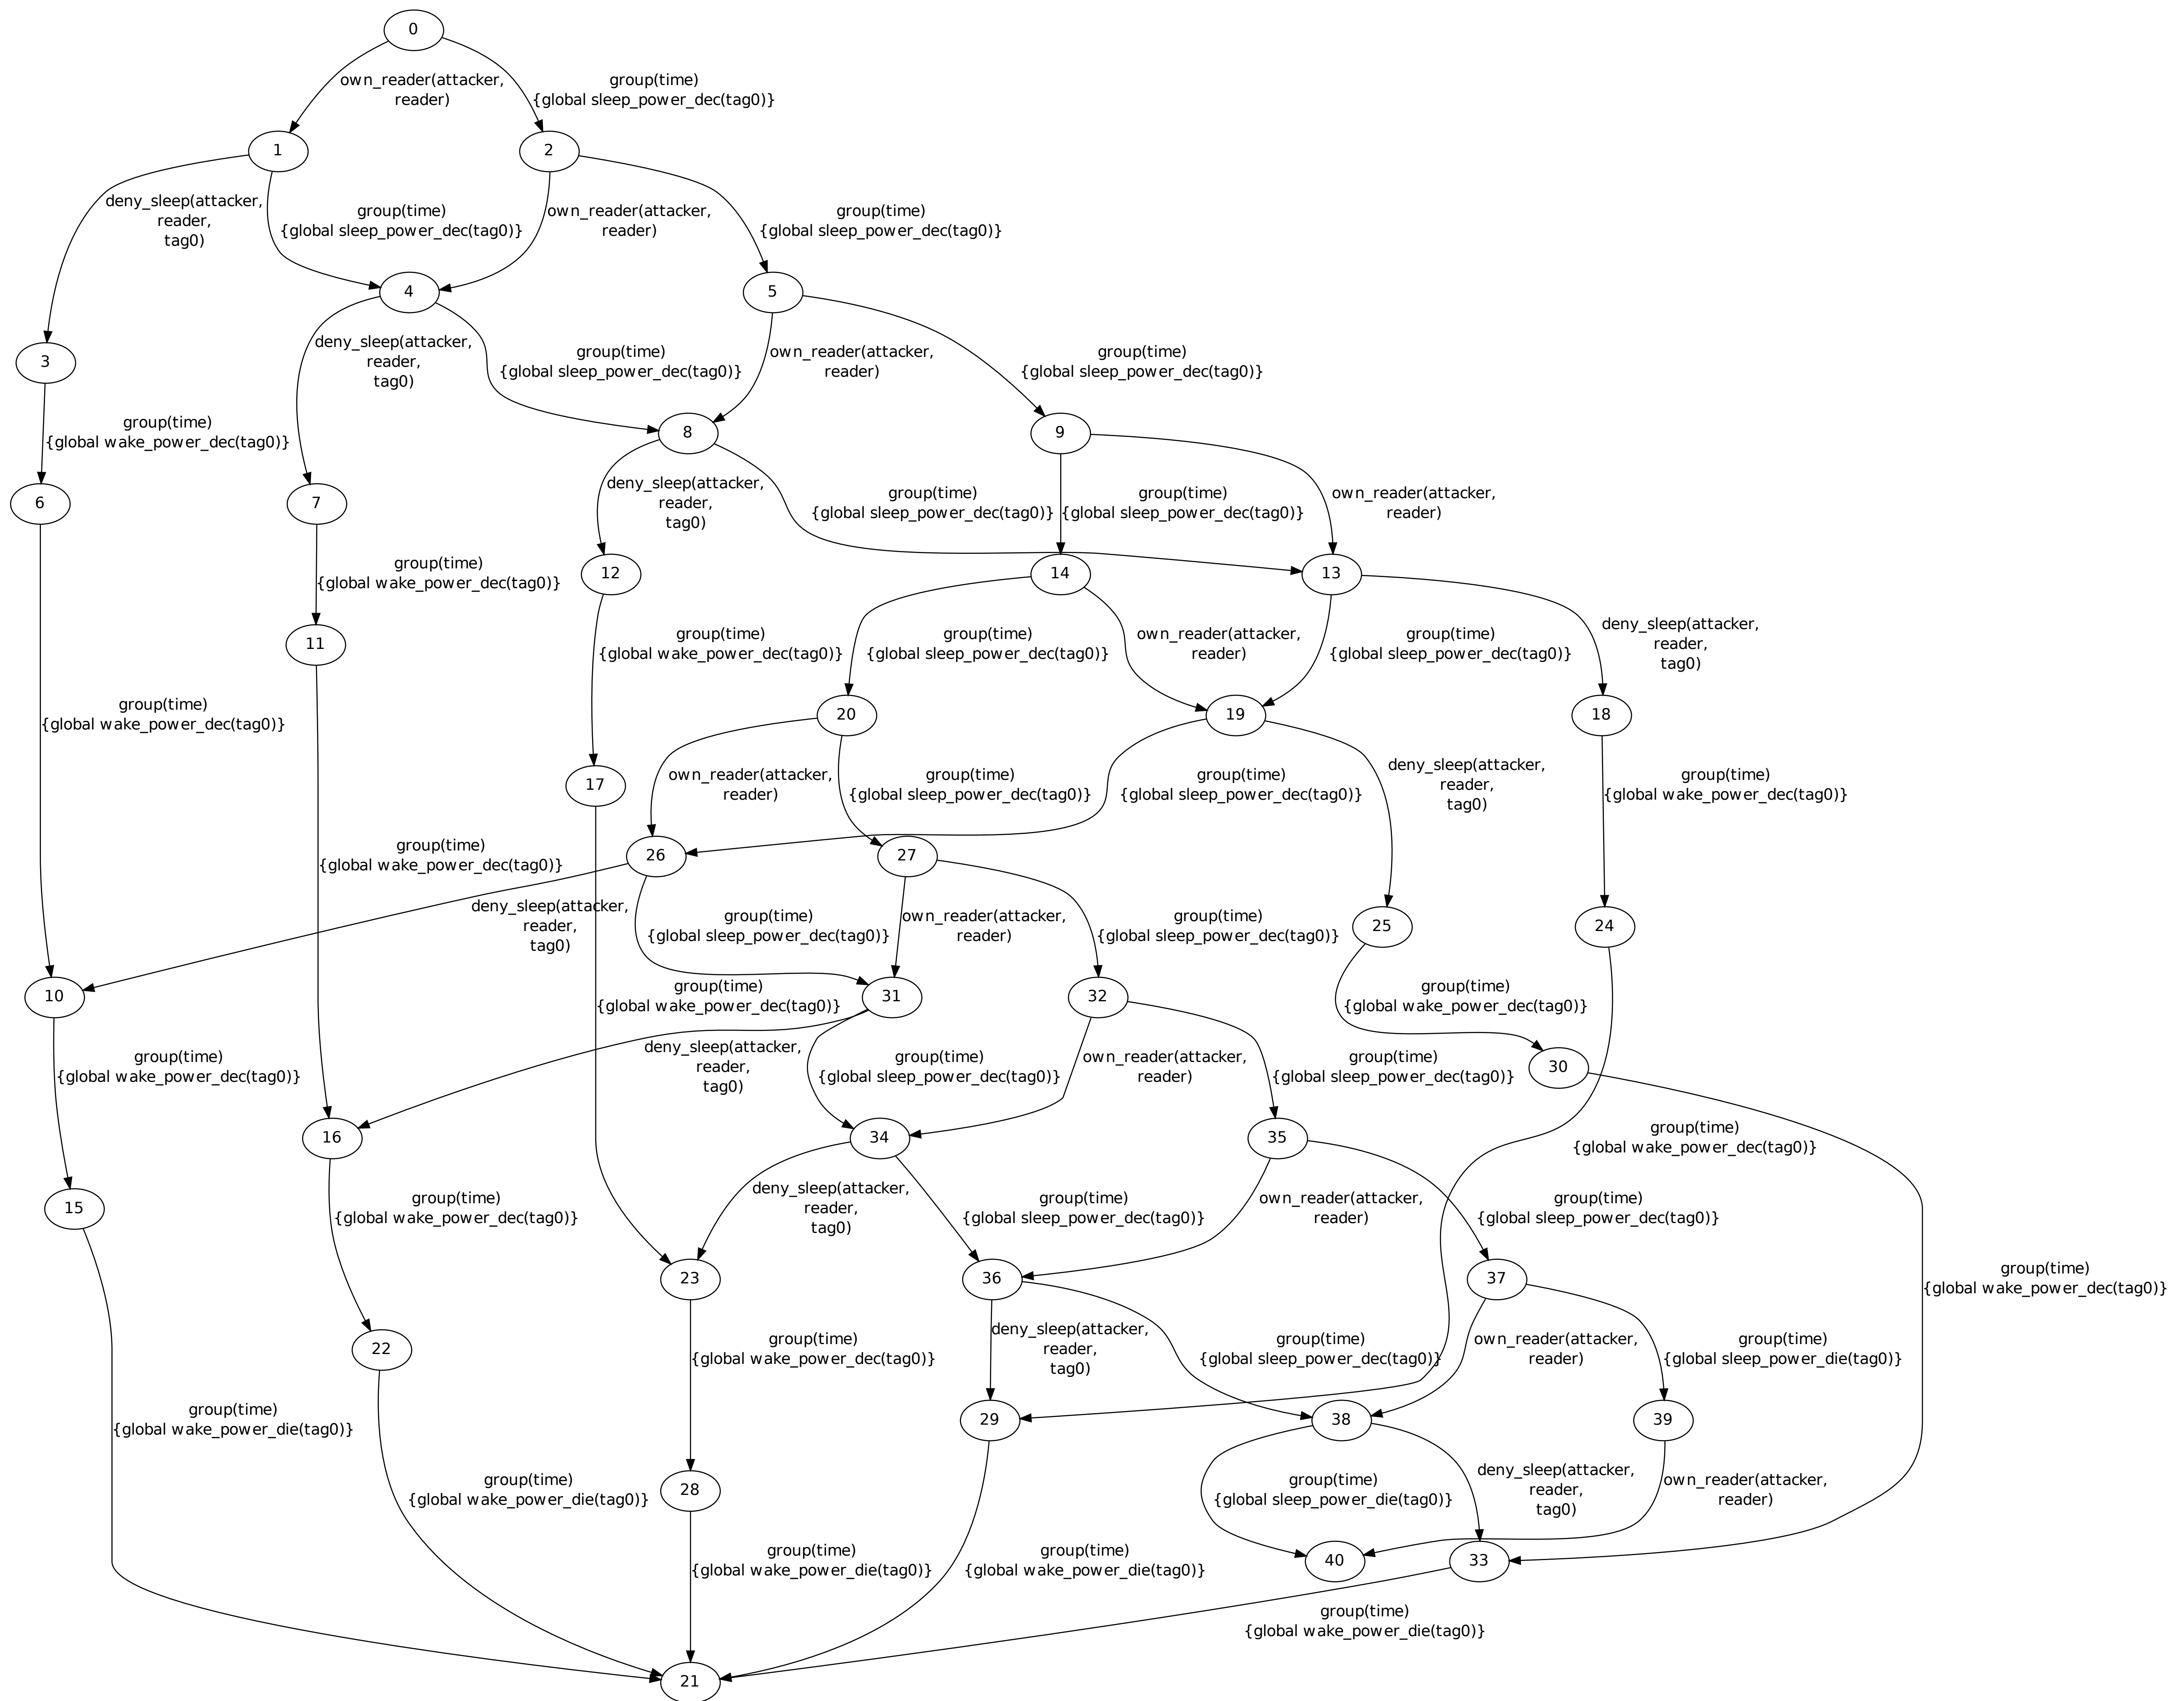 0
own_reader(attacker,
reader)
group(time)
{global sleep_power_dec(tag0)}
1
2
deny_sleep(attacker,
reader,
tag0)
group(time)
{global sleep_power_dec(tag0)}
own_reader(attacker,
reader)
group(time)
{global sleep_power_dec(tag0)}
4
5
3
deny_sleep(attacker,
reader,
tag0)
group(time)
{global sleep_power_dec(tag0)}
own_reader(attacker,
reader)
group(time)
{global sleep_power_dec(tag0)}
group(time)
{global wake_power_dec(tag0)}
8
9
6
7
deny_sleep(attacker,
reader,
tag0)
group(time)
{global sleep_power_dec(tag0)}
group(time)
{global sleep_power_dec(tag0)}
own_reader(attacker,
reader)
group(time)
{global wake_power_dec(tag0)}
12
14
13
11
group(time)
{global wake_power_dec(tag0)}
group(time)
{global sleep_power_dec(tag0)}
own_reader(attacker,
reader)
group(time)
{global sleep_power_dec(tag0)}
deny_sleep(attacker,
reader,
tag0)
group(time)
{global wake_power_dec(tag0)}
20
19
18
17
own_reader(attacker,
reader)
group(time)
{global sleep_power_dec(tag0)}
group(time)
{global sleep_power_dec(tag0)}
deny_sleep(attacker,
reader,
tag0)
group(time)
{global wake_power_dec(tag0)}
group(time)
{global wake_power_dec(tag0)}
26
27
deny_sleep(attacker,
reader,
tag0)
group(time)
{global sleep_power_dec(tag0)}
own_reader(attacker,
reader)
group(time)
{global sleep_power_dec(tag0)}
25
24
10
group(time)
{global wake_power_dec(tag0)}
31
32
group(time)
{global wake_power_dec(tag0)}
group(time)
{global wake_power_dec(tag0)}
deny_sleep(attacker,
reader,
tag0)
group(time)
{global sleep_power_dec(tag0)}
own_reader(attacker,
reader)
group(time)
{global sleep_power_dec(tag0)}
30
16
34
35
group(time)
{global wake_power_dec(tag0)}
15
group(time)
{global wake_power_dec(tag0)}
deny_sleep(attacker,
reader,
tag0)
group(time)
{global sleep_power_dec(tag0)}
own_reader(attacker,
reader)
group(time)
{global sleep_power_dec(tag0)}
23
36
37
group(time)
{global wake_power_dec(tag0)}
22
group(time)
{global wake_power_dec(tag0)}
deny_sleep(attacker,
reader,
tag0)
group(time)
{global sleep_power_dec(tag0)}
own_reader(attacker,
reader)
group(time)
{global sleep_power_die(tag0)}
group(time)
{global wake_power_die(tag0)}
29
38
39
group(time)
{global wake_power_die(tag0)}
28
group(time)
{global sleep_power_die(tag0)}
deny_sleep(attacker,
reader,
tag0)
own_reader(attacker,
reader)
group(time)
{global wake_power_die(tag0)}
group(time)
{global wake_power_die(tag0)}
40
33
group(time)
{global wake_power_die(tag0)}
21